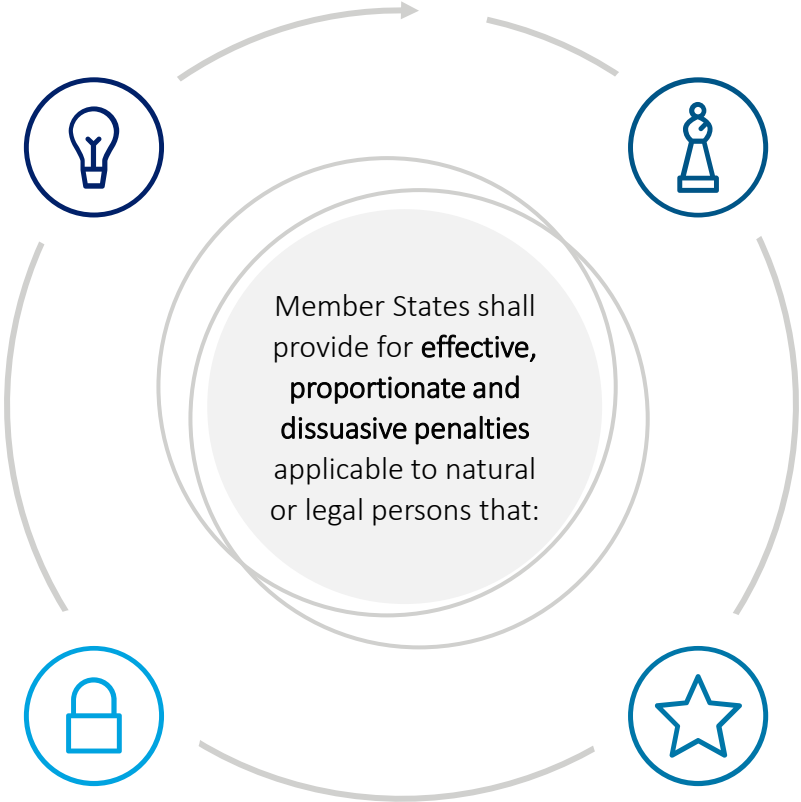 Member States shall
provide for effective,
proportionate and
dissuasive penalties
applicable to natural
or legal persons that: